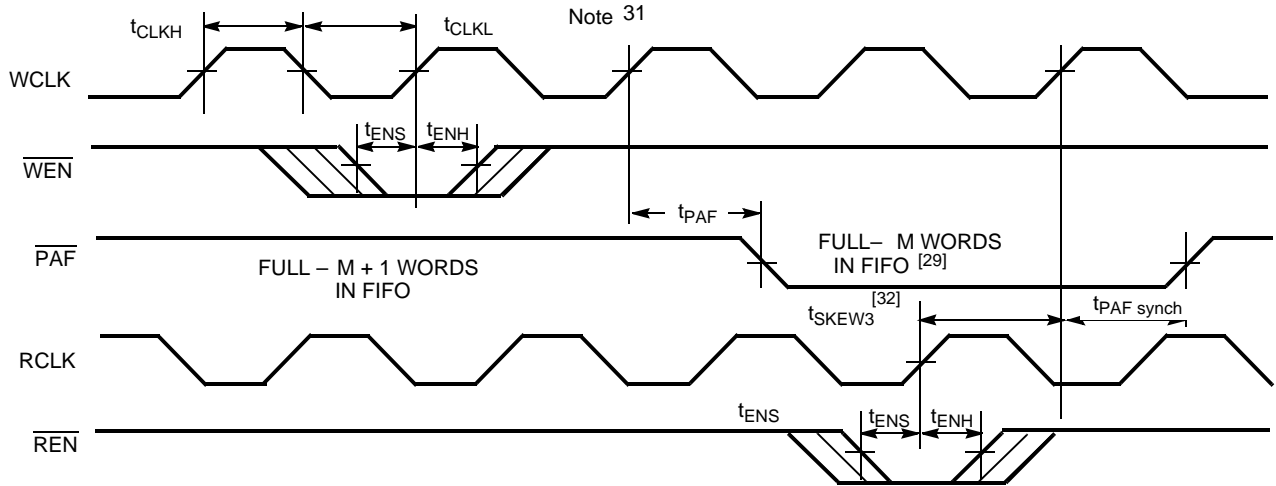 Note 31
tCLKH
tCLKL
WCLK
tENS
tENH
WEN
tPAF
PAF
FULL – M + 1 WORDS
IN FIFO
FULL– M WORDS
IN FIFO [29]
[32]
tSKEW3
tPAF synch
RCLK
tENS
tENS
tENH
REN